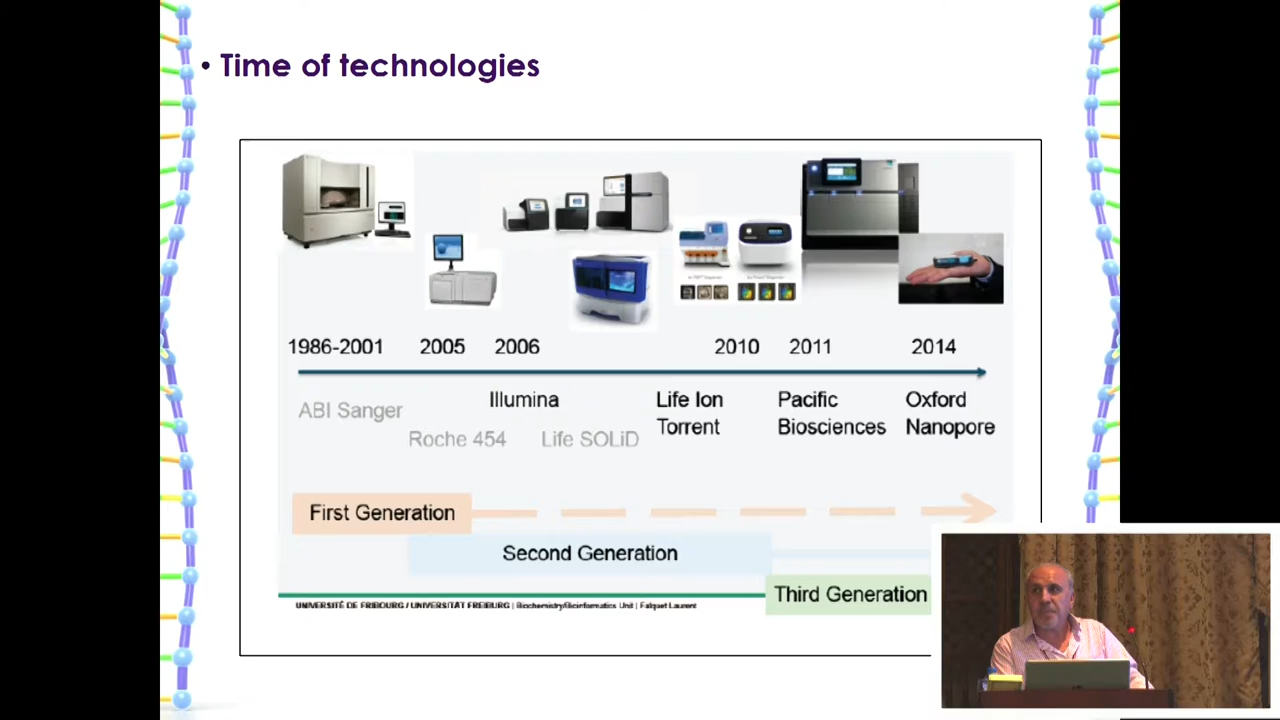 • Time of technologies
1986-2001 2005 2006 2010 2011 2014
ABI Sanger
Roche 454
Illumina
Life SOLiD
Life Ion
Torrent
Pacific
Biosciences
Oxford
Nanopore
First Generation
Second Generation
Third Generation
UNIVERSITÉ DE FRIBOURG / UNIVERSITÄT FREIBURG | Biochemistry/Bioinformatics Unit | Falquet Laurent